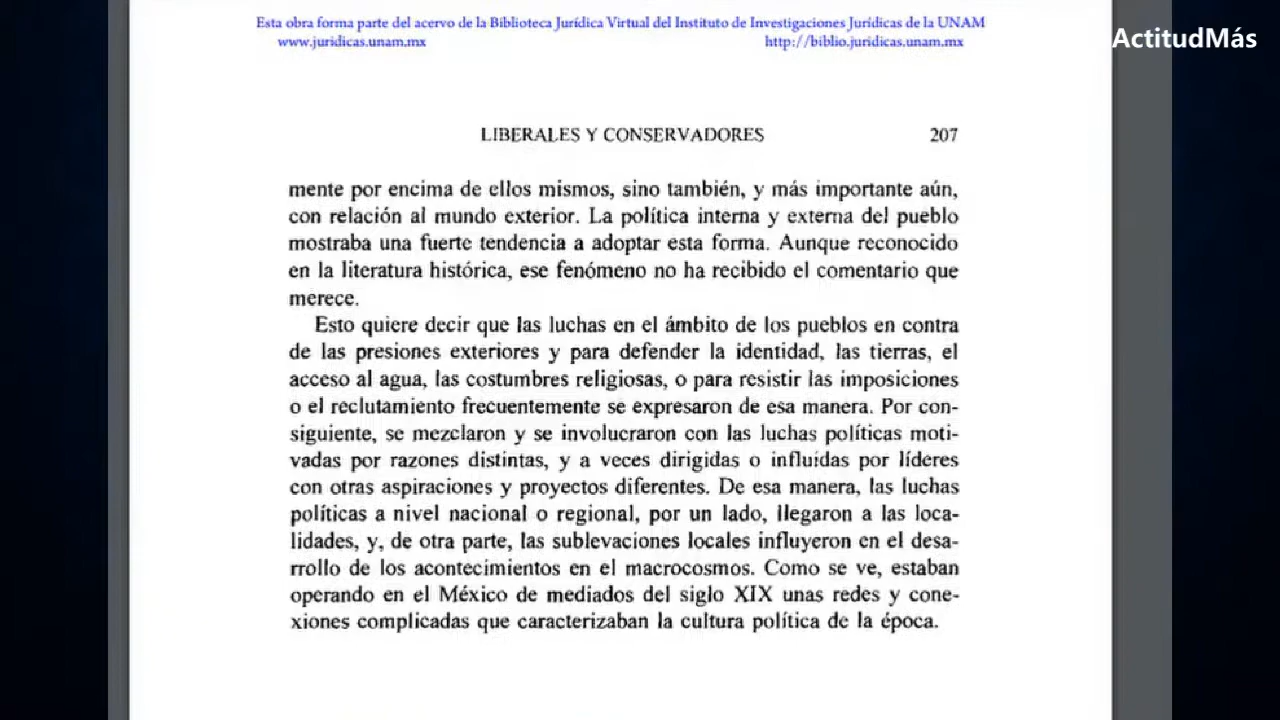 Esta obra forma parte del acervo de la Biblioteca Jurídica Virtual del Instituto de Investigaciones Jurídicas de la UNAM
www.juridicas.unam.mx http://biblio.juridicas.unam.mx
ActitudMás
LIBERALES Y CONSERVADORES 207
mente por encima de ellos mismos, sino también, y más importante aún,
con relación al mundo exterior. La política interna y externa del pueblo
mostraba una fuerte tendencia a adoptar esta forma. Aunque reconocido
en la literatura histórica, ese fenómeno no ha recibido el comentario que
merece.
Esto quiere decir que las luchas en el ámbito de los pueblos en contra
de las presiones exteriores y para defender la identidad, las tierras, el
acceso al agua, las costumbres religiosas, o para resistir las imposiciones
o el reclutamiento frecuentemente se expresaron de esa manera. Por con-
siguiente, se mezclaron y se involucraron con las luchas políticas moti-
vadas por razones distintas, y a veces dirigidas o influidas por líderes
con otras aspiraciones y proyectos diferentes. De esa manera, las luchas
políticas a nivel nacional o regional, por un lado, llegaron a las loca-
lidades, y, de otra parte, las sublevaciones locales influyeron en el desa-
rrollo de los acontecimientos en el macrocosmos. Como se ve, estaban
operando en el México de mediados del siglo XIX unas redes y cone-
xiones complicadas que caracterizaban la cultura política de la época.